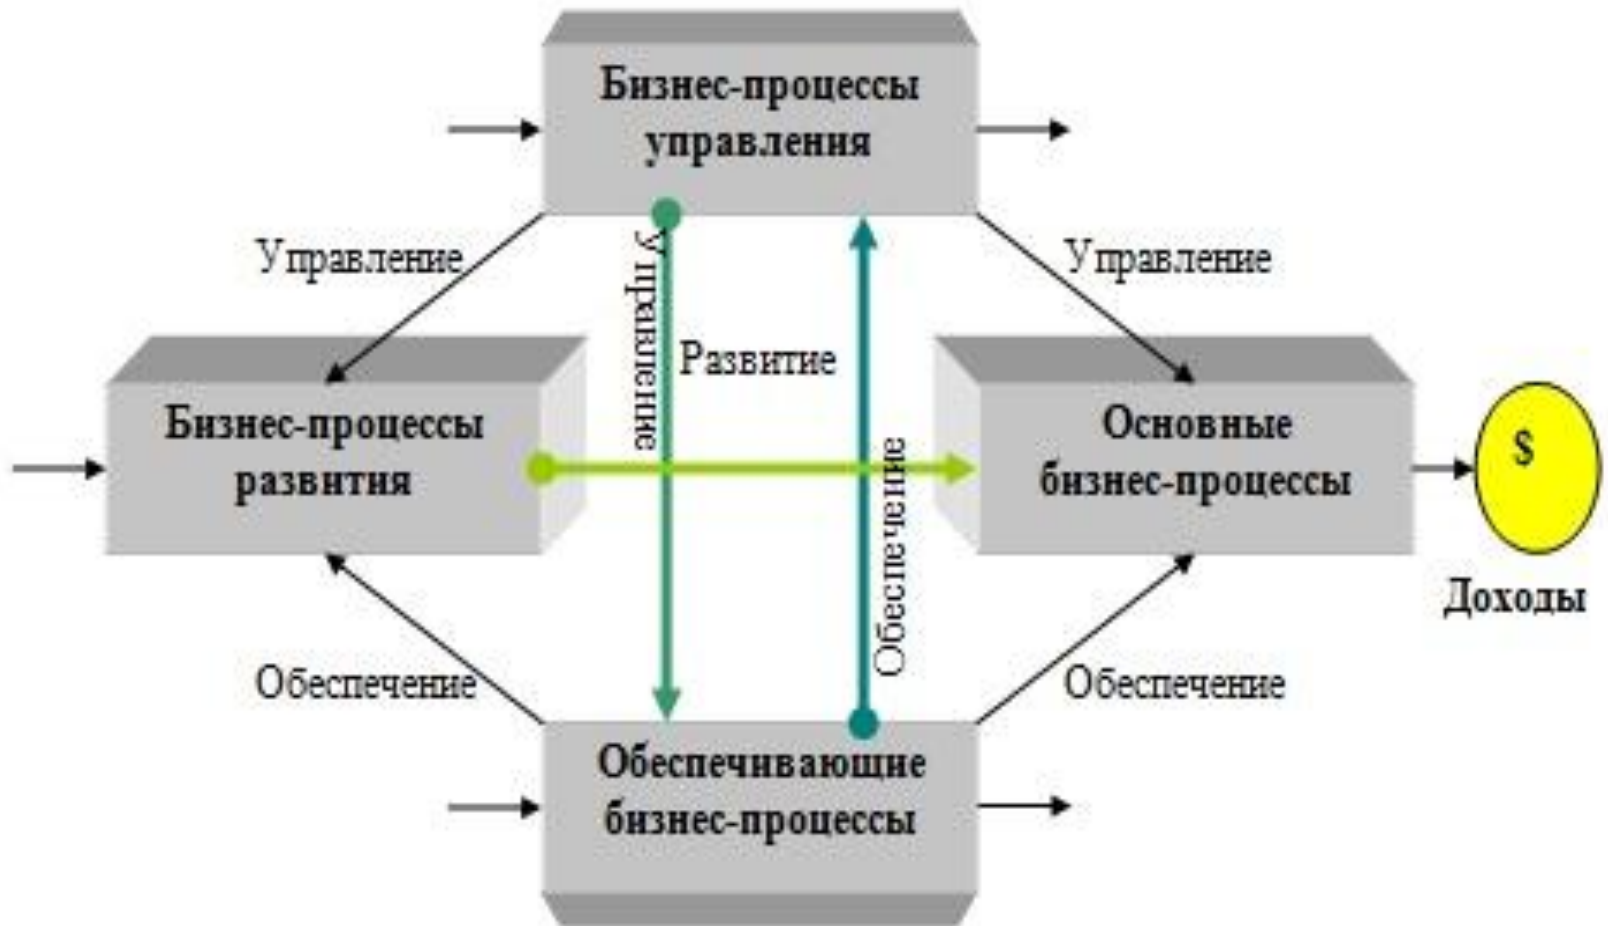 Бизнес-процессы
управления
Управление
Управление
Управление
Развитие
Бизнес-процессы
развития
Основные
бизнес-процессы
$
Обеспечение
Доходы
Обеспечение
Обеспечение
Обеспечивающие
бизнес-процессы